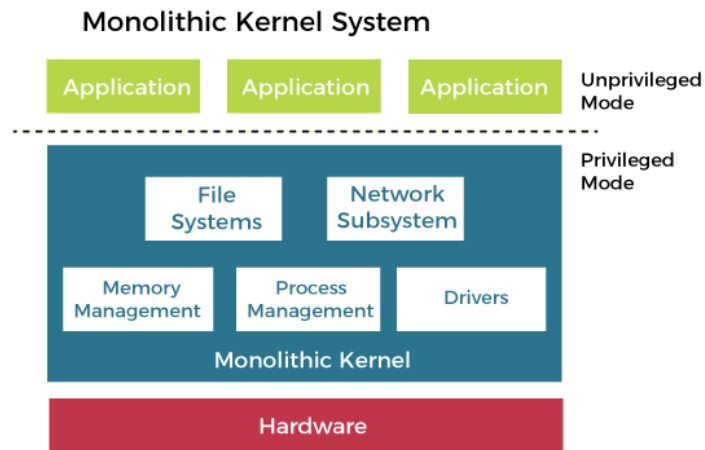 Monolithic Kernel System
Application
Application
Application
Unprivileged
Mode
Privileged
Mode
File
Systems
Network
Subsystem
Memory
Management
Process
Management
Drivers
Monolithic Kernel
Hardware